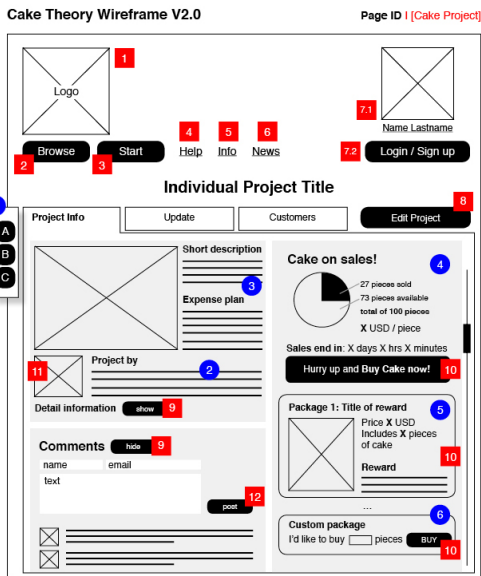 Cake Theory Wireframe V2.0
Page ID I [Cake Project]
1
Logo
7.1
Name Lastname
4
5
6
Browse
Start
Help
Info
News
7.2
Login / Sign up
2
3
Individual Project Title
8
Project Info
Update
Customers
Edit Project
A
B
C
Short description
3
Expense plan
11
Project by
2
Detail information
show
9
Cake on sales!
4
27 pieces sold
73 pieces available
total of 100 pieces
X USD / piece
Sales end in: X days X hrs X minutes
Hurry up and Buy Cake now!
10
Package 1: Title of reward
5
Price X USD
Includes X pieces
of cake
10
Reward
...
6
Custom package
I'd like to buy
pieces
BUY
10
Comments
hide
9
name
email
text
12
post